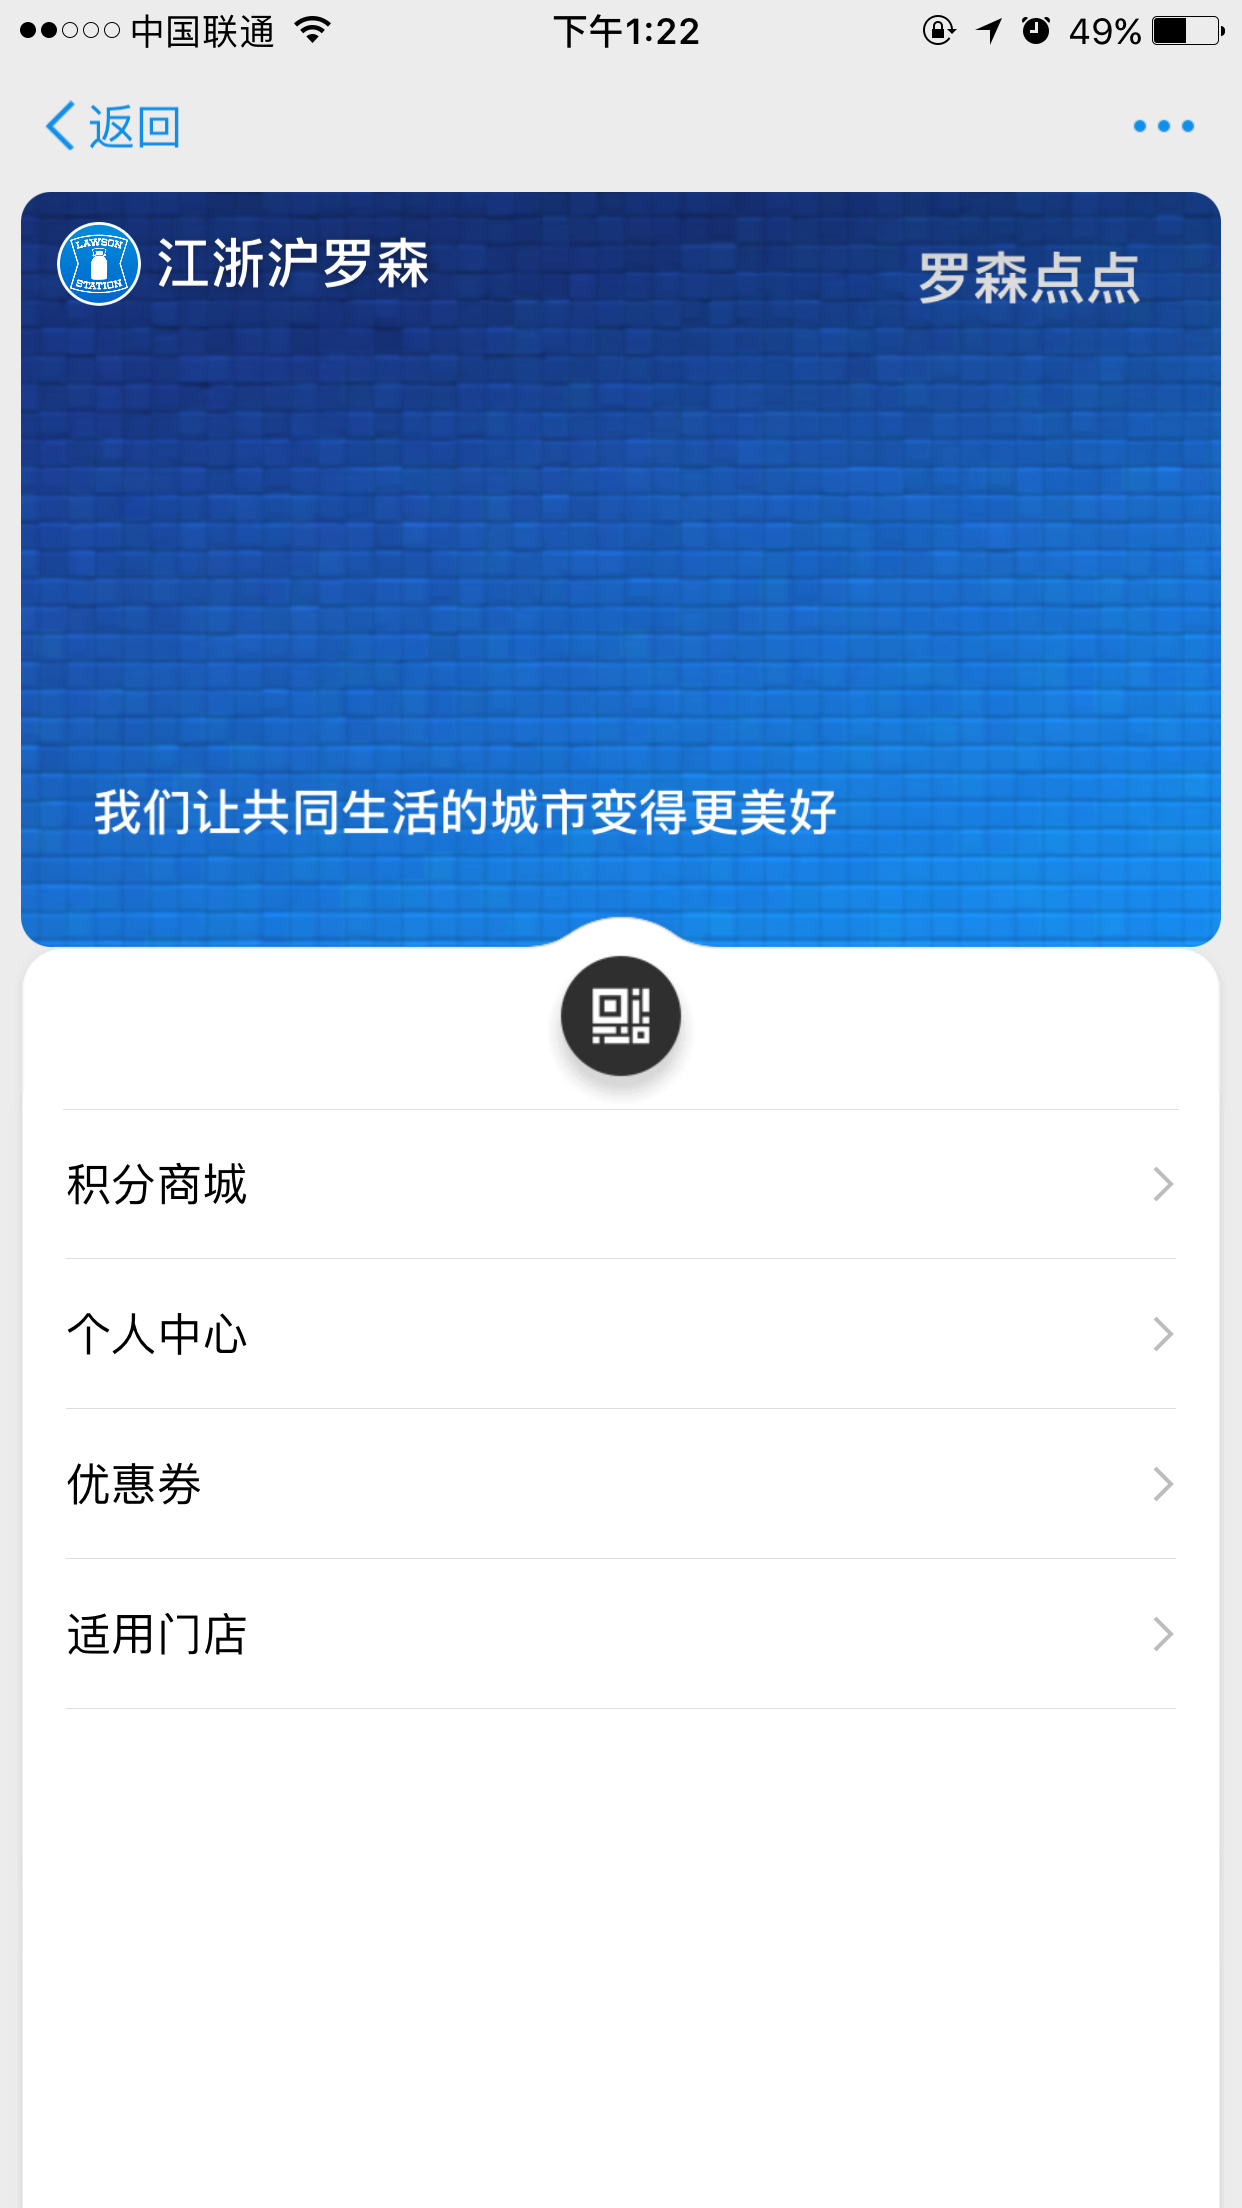 中国联通 下午1:22 49%
返回
LAWSON
STATION
江浙沪罗森
罗森点点
我们让共同生活的城市变得更美好
积分商城
个人中心
优惠券
适用门店